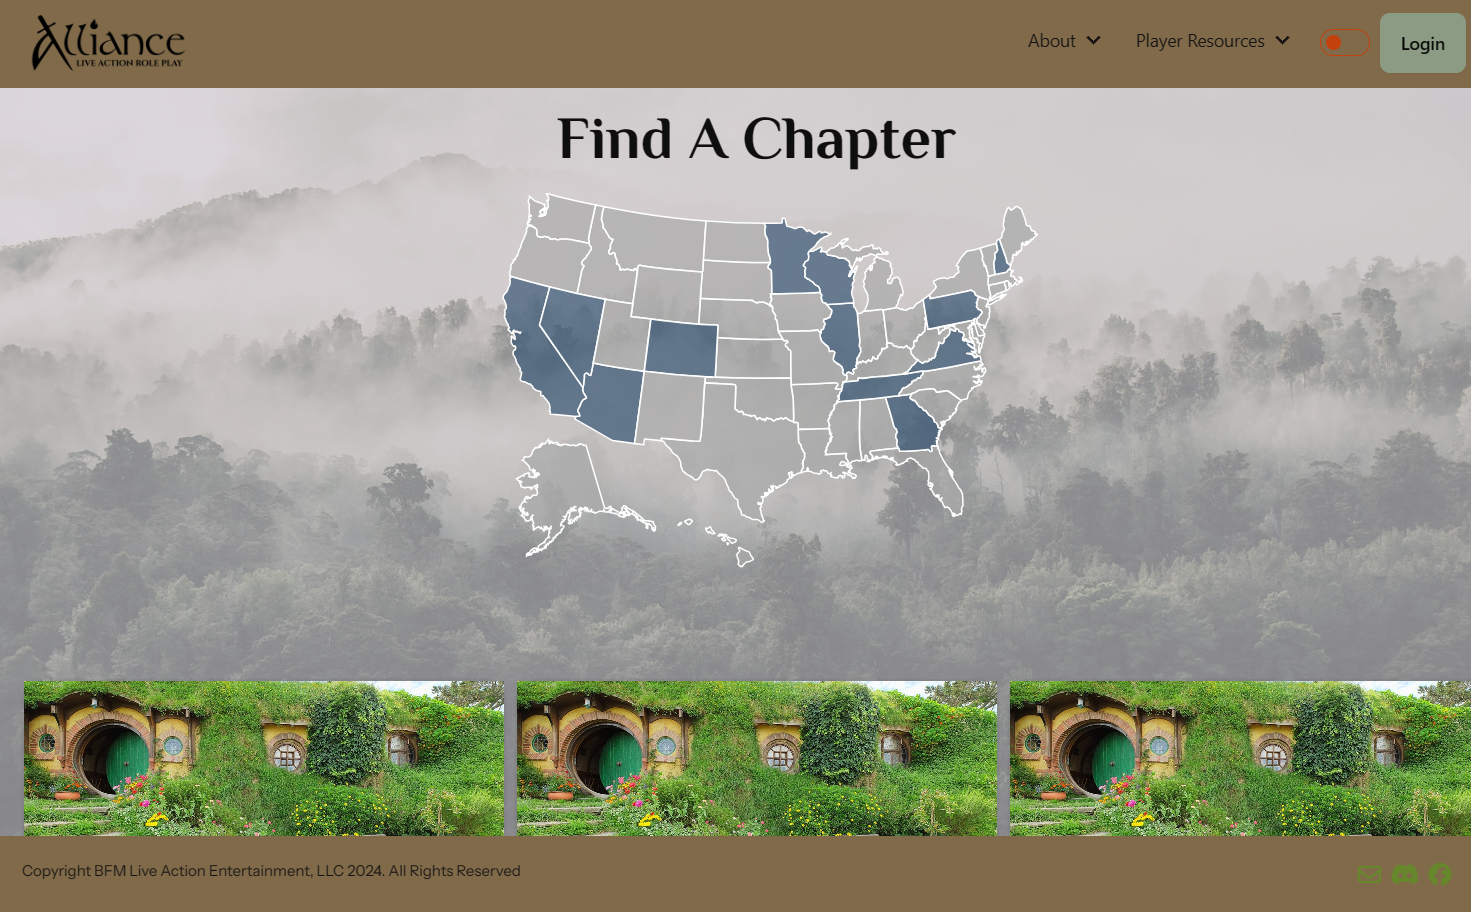 Alliance
LIVE ACTION ROLE PLAY
About
Player Resources
Login
Find A Chapter
Copyright BFM Live Action Entertainment, LLC 2024. All Rights Reserved